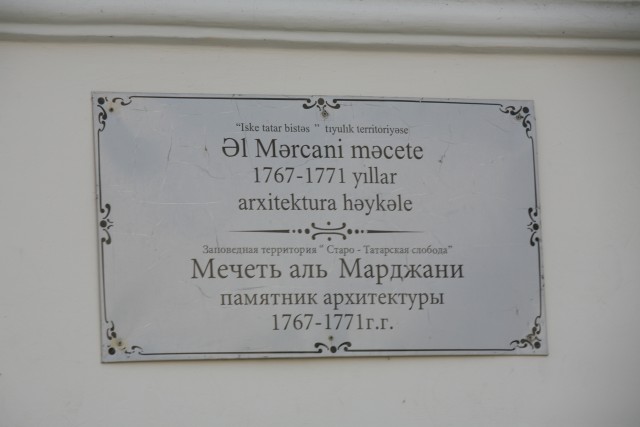 "Iske tatar bistəs " tıyulık territoriyəse
Əl Mərcani məcete
1767-1771 yıllar
arxitektura həykəle
Заповедная территория " Старо - Татарская слобода"
Мечеть аль Марджани
памятник архитектуры
1767-1771г.г.